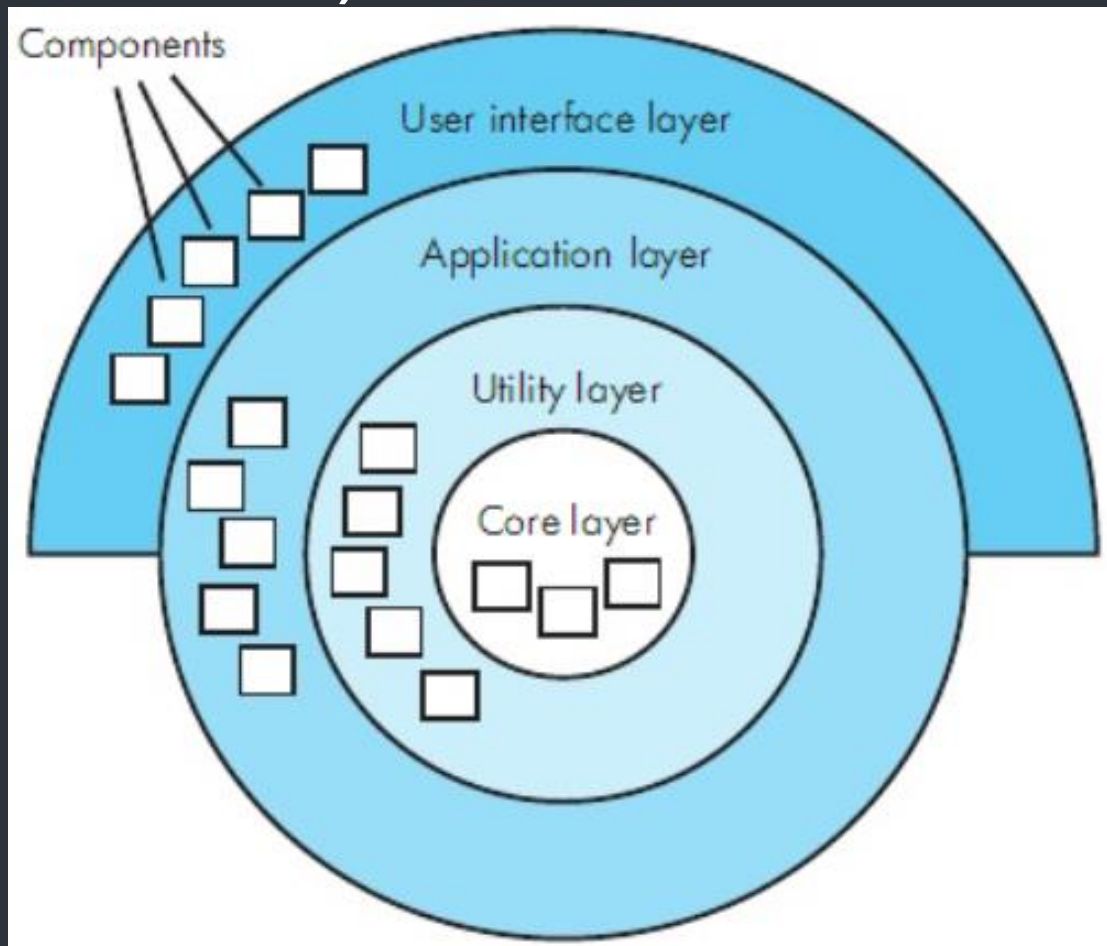 Components
User interface layer
Application layer
Utility layer
Core layer